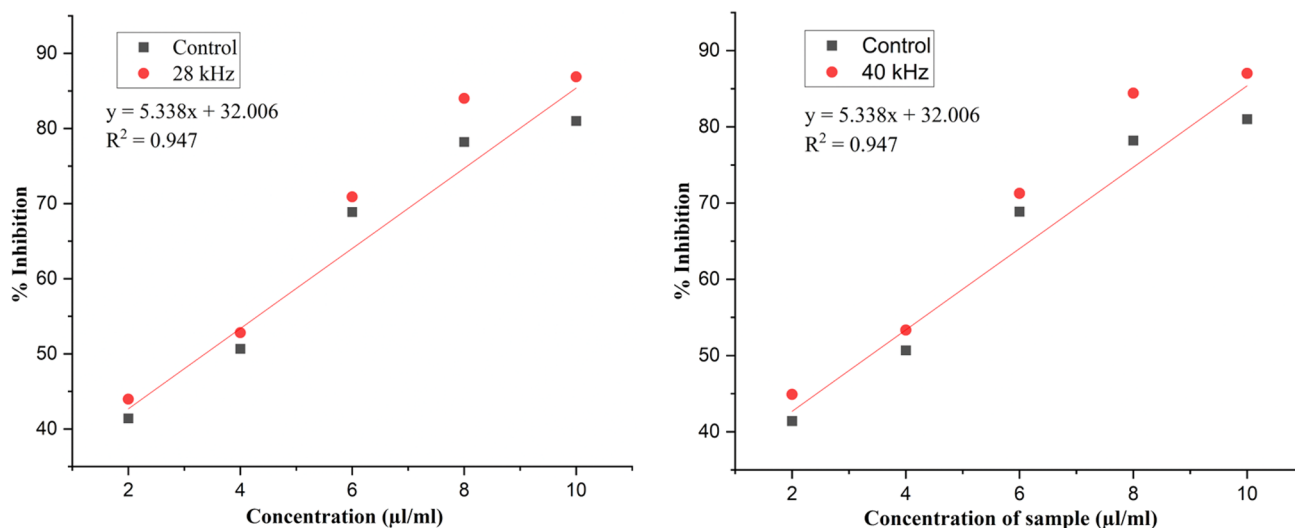 Control
28 kHz
y = 5.338x + 32.006
R² = 0.947
90
80
70
60
50
40
% Inhibition
2 4 6 8 10
Concentration (µl/ml)
Control
40 kHz
y = 5.338x + 32.006
R² = 0.947
90
80
70
60
50
40
% Inhibition
2 4 6 8 10
Concentration of sample (µl/ml)